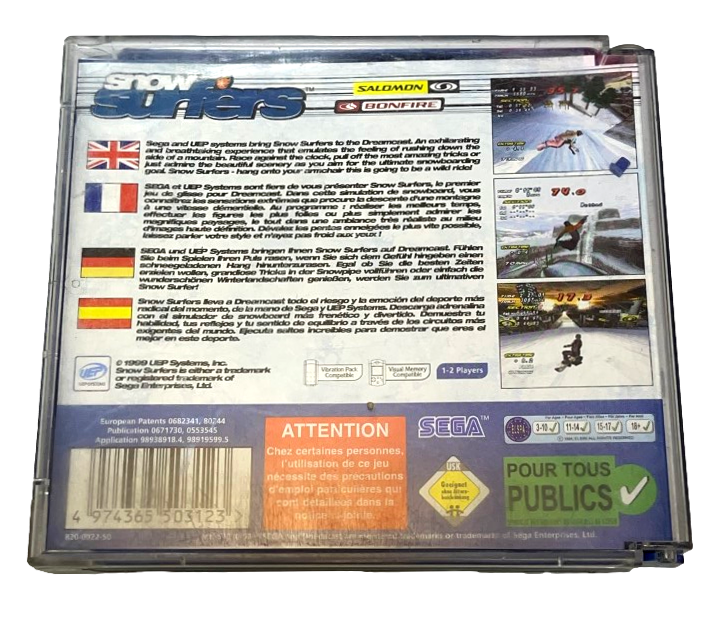 snow
surfers™
SALOMON
BONFIRE
Sega and UEP systems bring Snow Surfers to the Dreamcast. An exhilarating
and breathtaking experience that emulates the feeling of rushing down the
side of a mountain. Race against the clock, pull off the most amazing tricks or
just admire the beautiful scenery as you aim for the ultimate snowboarding
goal. Snow Surfers - hang onto your armchair this is going to be a wild ride!
SEGA et UEP systems sont fiers de vous présenter Snow Surfers, le premier
jeu de glisse pour Dreamcast. Dans cette simulation de snowboard, vous
connaîtrez les sensations extrêmes que procure la descente d'une montagne
à vitesse démentielle. Au programme : réaliser les meilleurs temps,
effectuer les figures les plus folles ou plus simplement admirer les
magnifiques paysages, le tout dans une ambiance très réaliste au milieu
d'images haute définition. Dévalez les pentes enneigées le plus vite possible,
laissez parler votre style et n'ayez pas froid aux yeux !
SEGA und UEP Systems bringen Ihnen Snow Surfers auf Dreamcast. Fühlen
Sie beim Spielen Ihren Puls rasen, wenn Sie sich dem Gefühl hingeben einen
schneegeladenen Hang hinunterzurasen. Egal ob Sie die besten Zeiten
erzielen wollen, grandiose Tricks in der Snowpipe vollführen oder einfach die
wunderschönen Winterlandschaften genießen, werden Sie zum ultimativen
Snow Surfer!
Snow Surfers lleva a Dreamcast todo el riesgo y la emoción del deporte más
radical del momento, de la mano de Sega y UEP Systems. Descarga adrenalina
con el simulador de snowboard más frenético y divertido. Demuestra tu
habilidad, tus reflejos y tu sentido de equilibrio a través de los circuitos más
exigentes del mundo. Ejecuta saltos increíbles para demostrar que eres el
mejor en este deporte.
UEP
© 1999 UEP Systems, Inc.
Snow Surfers is either a trademark
or registered trademark of
Sega Enterprises, Ltd.
Vibration Pack
Compatible
Visual Memory
Compatible
1-2 Players
European Patents 0682341, 80244
Publication 0671730, 0553545
Application 98938918.4, 98919599.5
4 974365 503123
ATTENTION
Chez certaines personnes,
l'utilisation de ce jeu
nécessite des précautions
d'emploi particulières qui
sont détaillées dans la
SEGA™
3-10 11-14 15-17 18+
USK
Geeignet
POUR TOUS
PUBLICS
trademarks or trademarks of Sega Enterprises, Ltd.